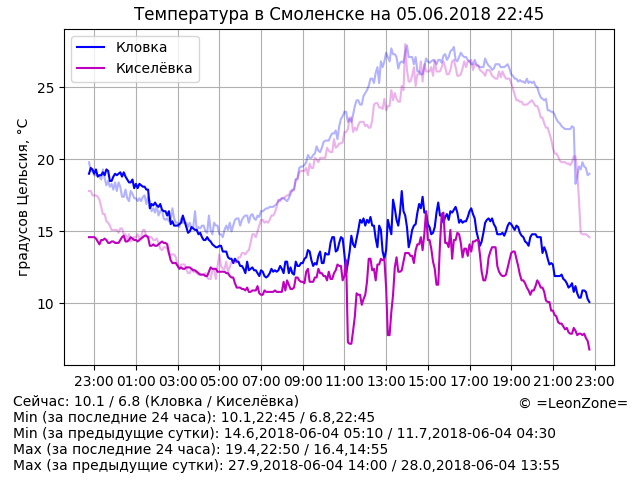 Температура в Смоленске на 05.06.2018 22:45
Кловка
Киселёвка
градусов Цельсия, °C
25
20
15
10
23:00 01:00 03:00 05:00 07:00 09:00 11:00 13:00 15:00 17:00 19:00 21:00 23:00
Сейчас: 10.1 / 6.8 (Кловка / Киселёвка)
© =LeonZone=
Min (за последние 24 часа): 10.1,22:45 / 6.8,22:45
Min (за предыдущие сутки): 14.6,2018-06-04 05:10 / 11.7,2018-06-04 04:30
Max (за последние 24 часа): 19.4,22:50 / 16.4,14:55
Max (за предыдущие сутки): 27.9,2018-06-04 14:00 / 28.0,2018-06-04 13:55